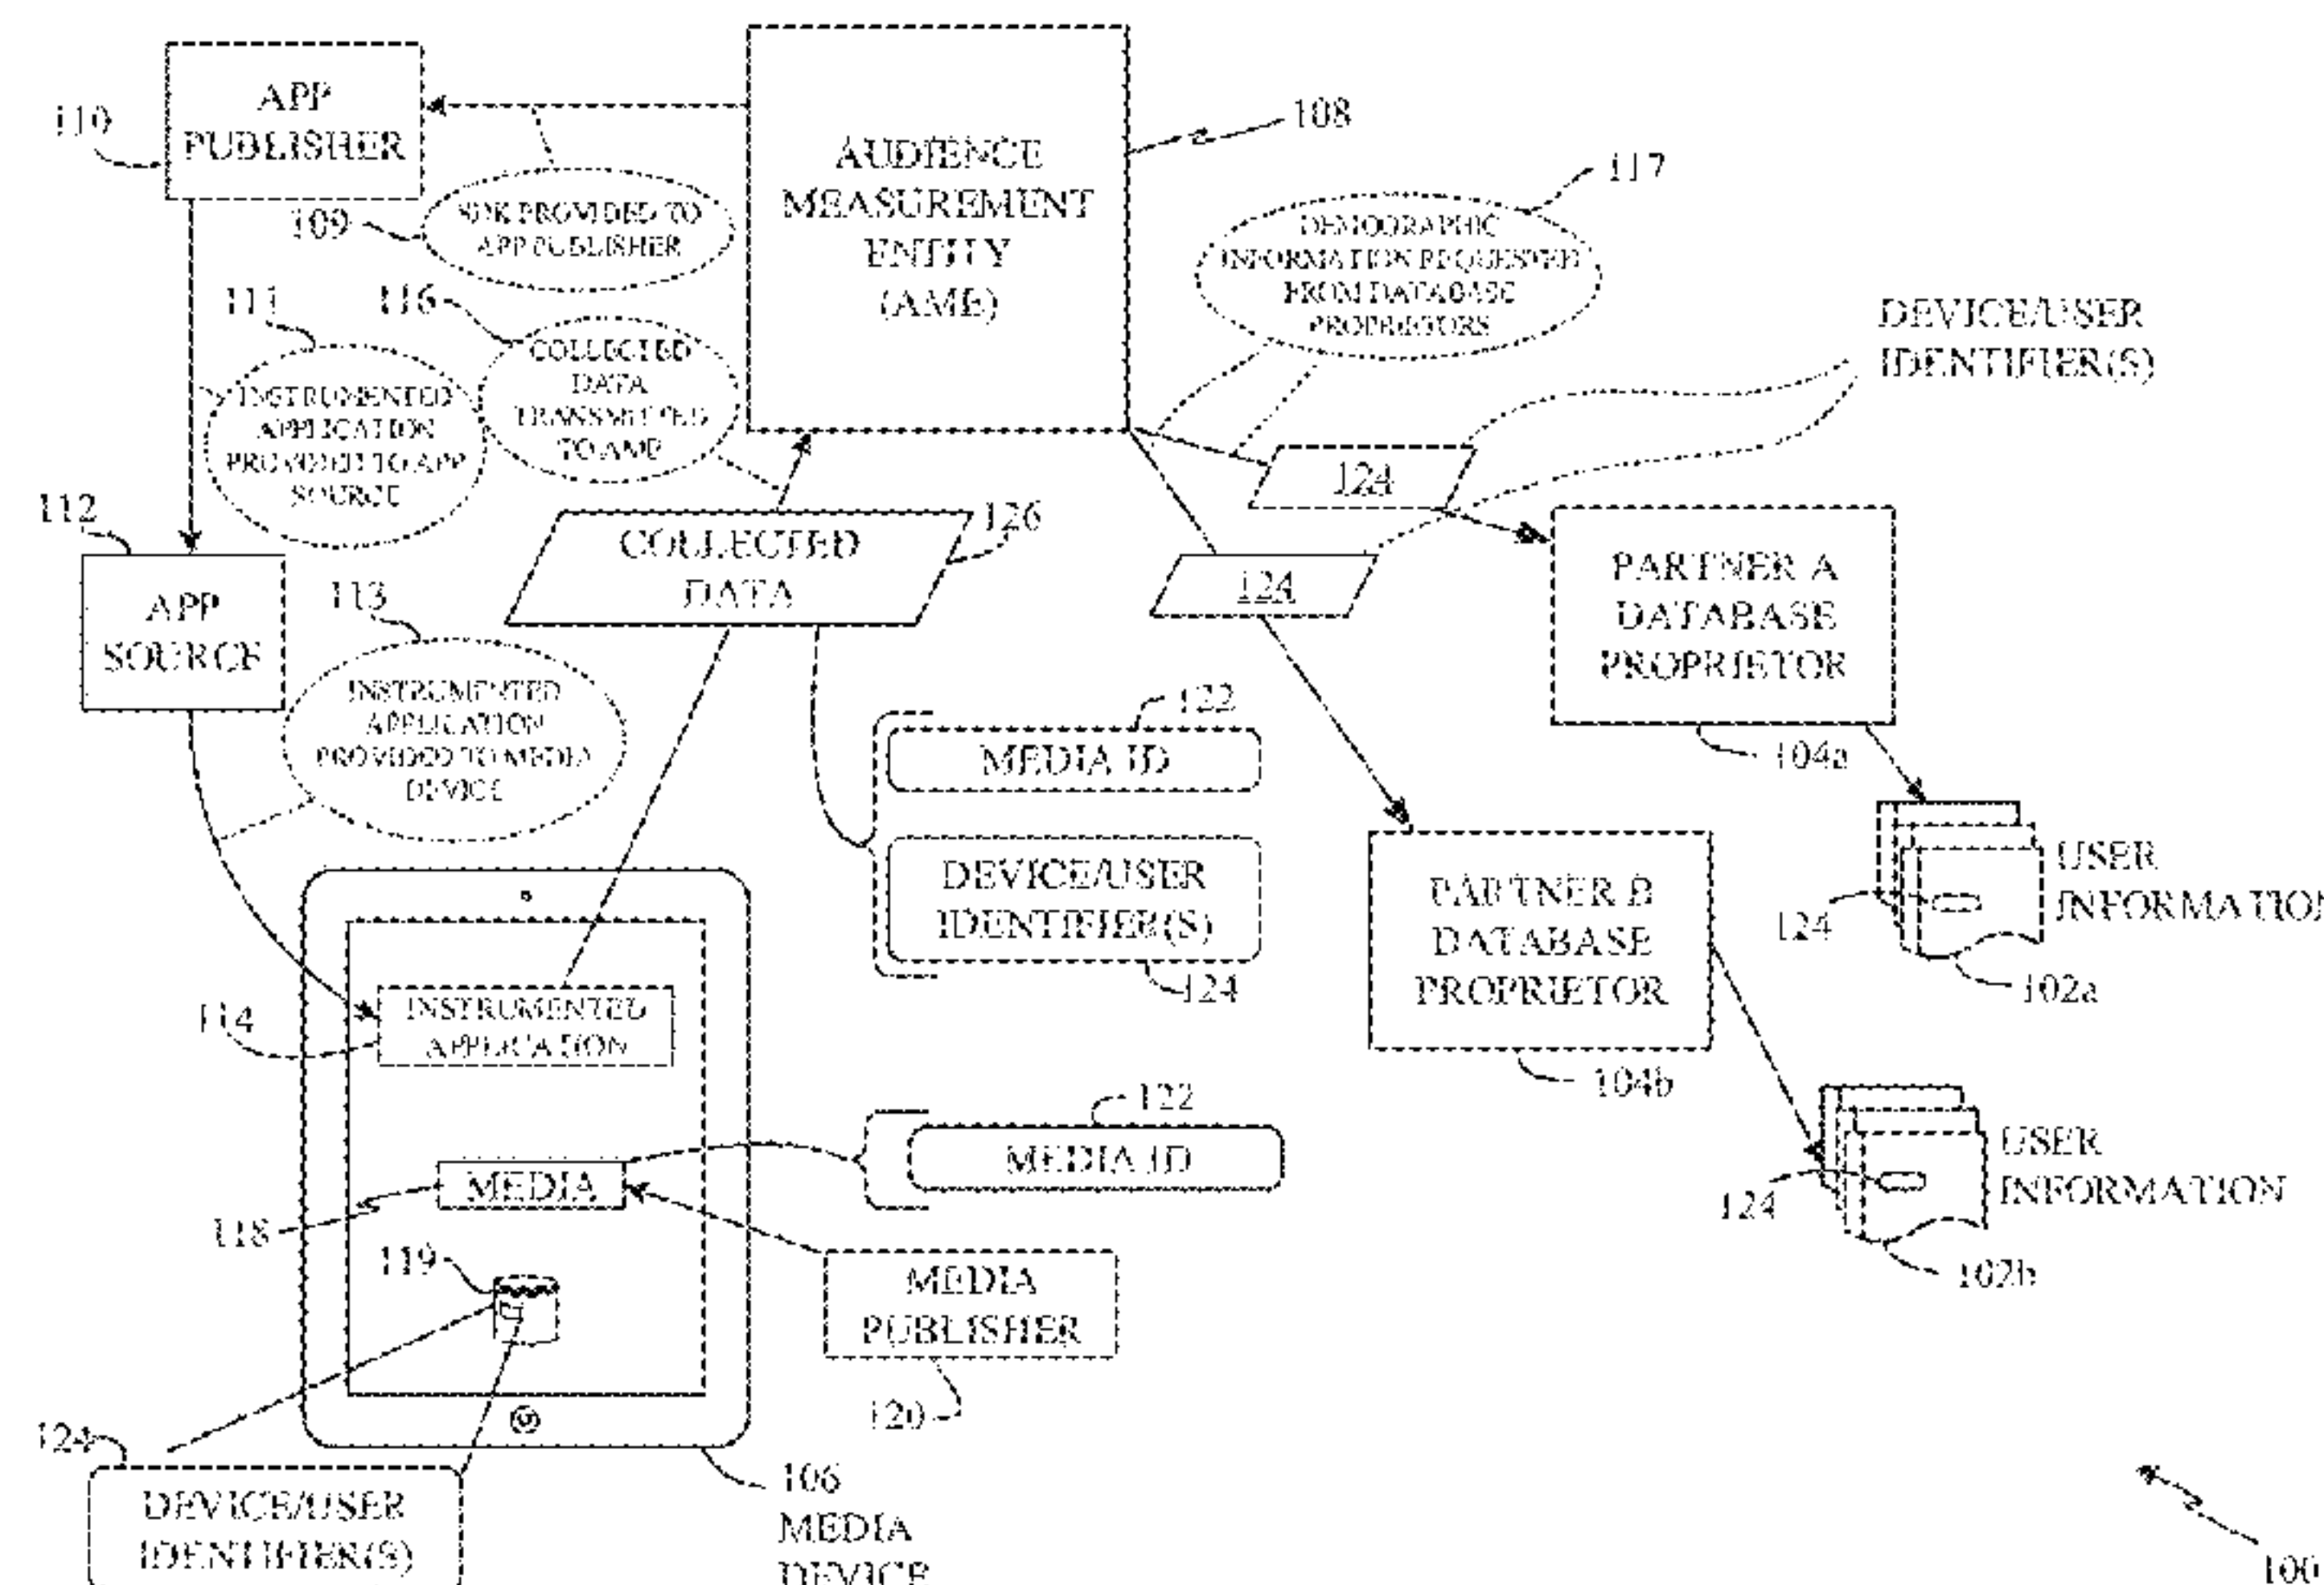 110
APP
PUBLISHER
109
SDK PROVIDED TO
APP PUBLISHER
AUDIENCE
MEASUREMENT
ENTITY
(AME)
108
117
DEMOGRAPHIC
INFORMATION REQUESTED
FROM DATABASE
PROPRIETORS
DEVICE/USER
IDENTIFIER(S)
111
INSTRUMENTED
APPLICATION
PROVIDED TO APP
SOURCE
116
COLLECTED
DATA
TRANSMITTED
TO AME
124
124
112
APP
SOURCE
113
INSTRUMENTED
APPLICATION
PROVIDED TO MEDIA
DEVICE
COLLECTED
DATA
126
PARTNER A
DATABASE
PROPRIETOR
104a
122
MEDIA ID
DEVICE/USER
IDENTIFIER(S)
124
PARTNER B
DATABASE
PROPRIETOR
104b
USER
INFORMATION
124
102a
USER
INFORMATION
124
102b
INSTRUMENTED
APPLICATION
114
122
MEDIA ID
MEDIA
118
119
MEDIA
PUBLISHER
120
124
DEVICE/USER
IDENTIFIER(S)
106
MEDIA
DEVICE
100